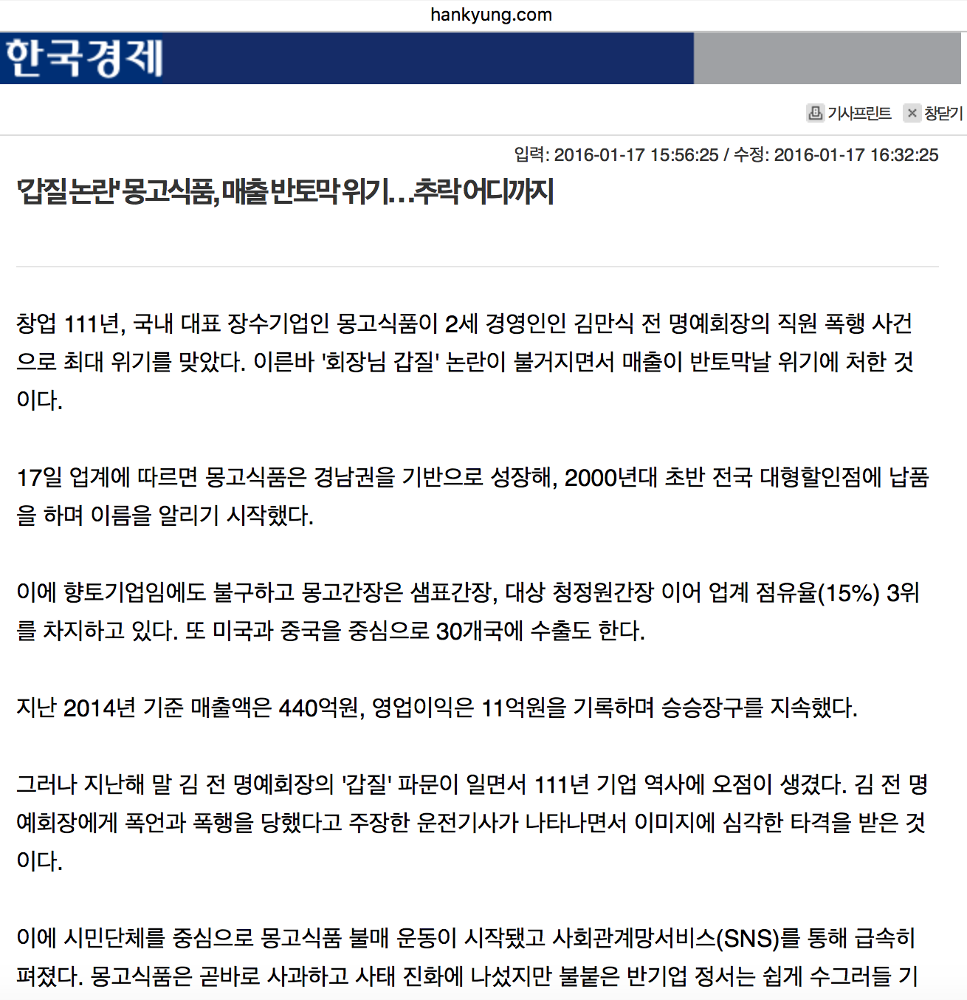 hankyung.com
한국경제
기사프린트 창닫기
입력: 2016-01-17 15:56:25 / 수정: 2016-01-17 16:32:25
'갑질 논란' 몽고식품, 매출 반토막 위기…추락 어디까지
창업 111년, 국내 대표 장수기업인 몽고식품이 2세 경영인인 김만식 전 명예회장의 직원 폭행 사건
으로 최대 위기를 맞았다. 이른바 '회장님 갑질' 논란이 불거지면서 매출이 반토막날 위기에 처한 것
이다.
17일 업계에 따르면 몽고식품은 경남권을 기반으로 성장해, 2000년대 초반 전국 대형할인점에 납품
을 하며 이름을 알리기 시작했다.
이에 향토기업임에도 불구하고 몽고간장은 샘표간장, 대상 청정원간장 이어 업계 점유율(15%) 3위
를 차지하고 있다. 또 미국과 중국을 중심으로 30개국에 수출도 한다.
지난 2014년 기준 매출액은 440억원, 영업이익은 11억원을 기록하며 승승장구를 지속했다.
그러나 지난해 말 김 전 명예회장의 '갑질' 파문이 일면서 111년 기업 역사에 오점이 생겼다. 김 전 명
예회장에게 폭언과 폭행을 당했다고 주장한 운전기사가 나타나면서 이미지에 심각한 타격을 받은 것
이다.
이에 시민단체를 중심으로 몽고식품 불매 운동이 시작됐고 사회관계망서비스(SNS)를 통해 급속히
펴졌다. 몽고식품은 곧바로 사과하고 사태 진화에 나섰지만 불붙은 반기업 정서는 쉽게 수그러들 기